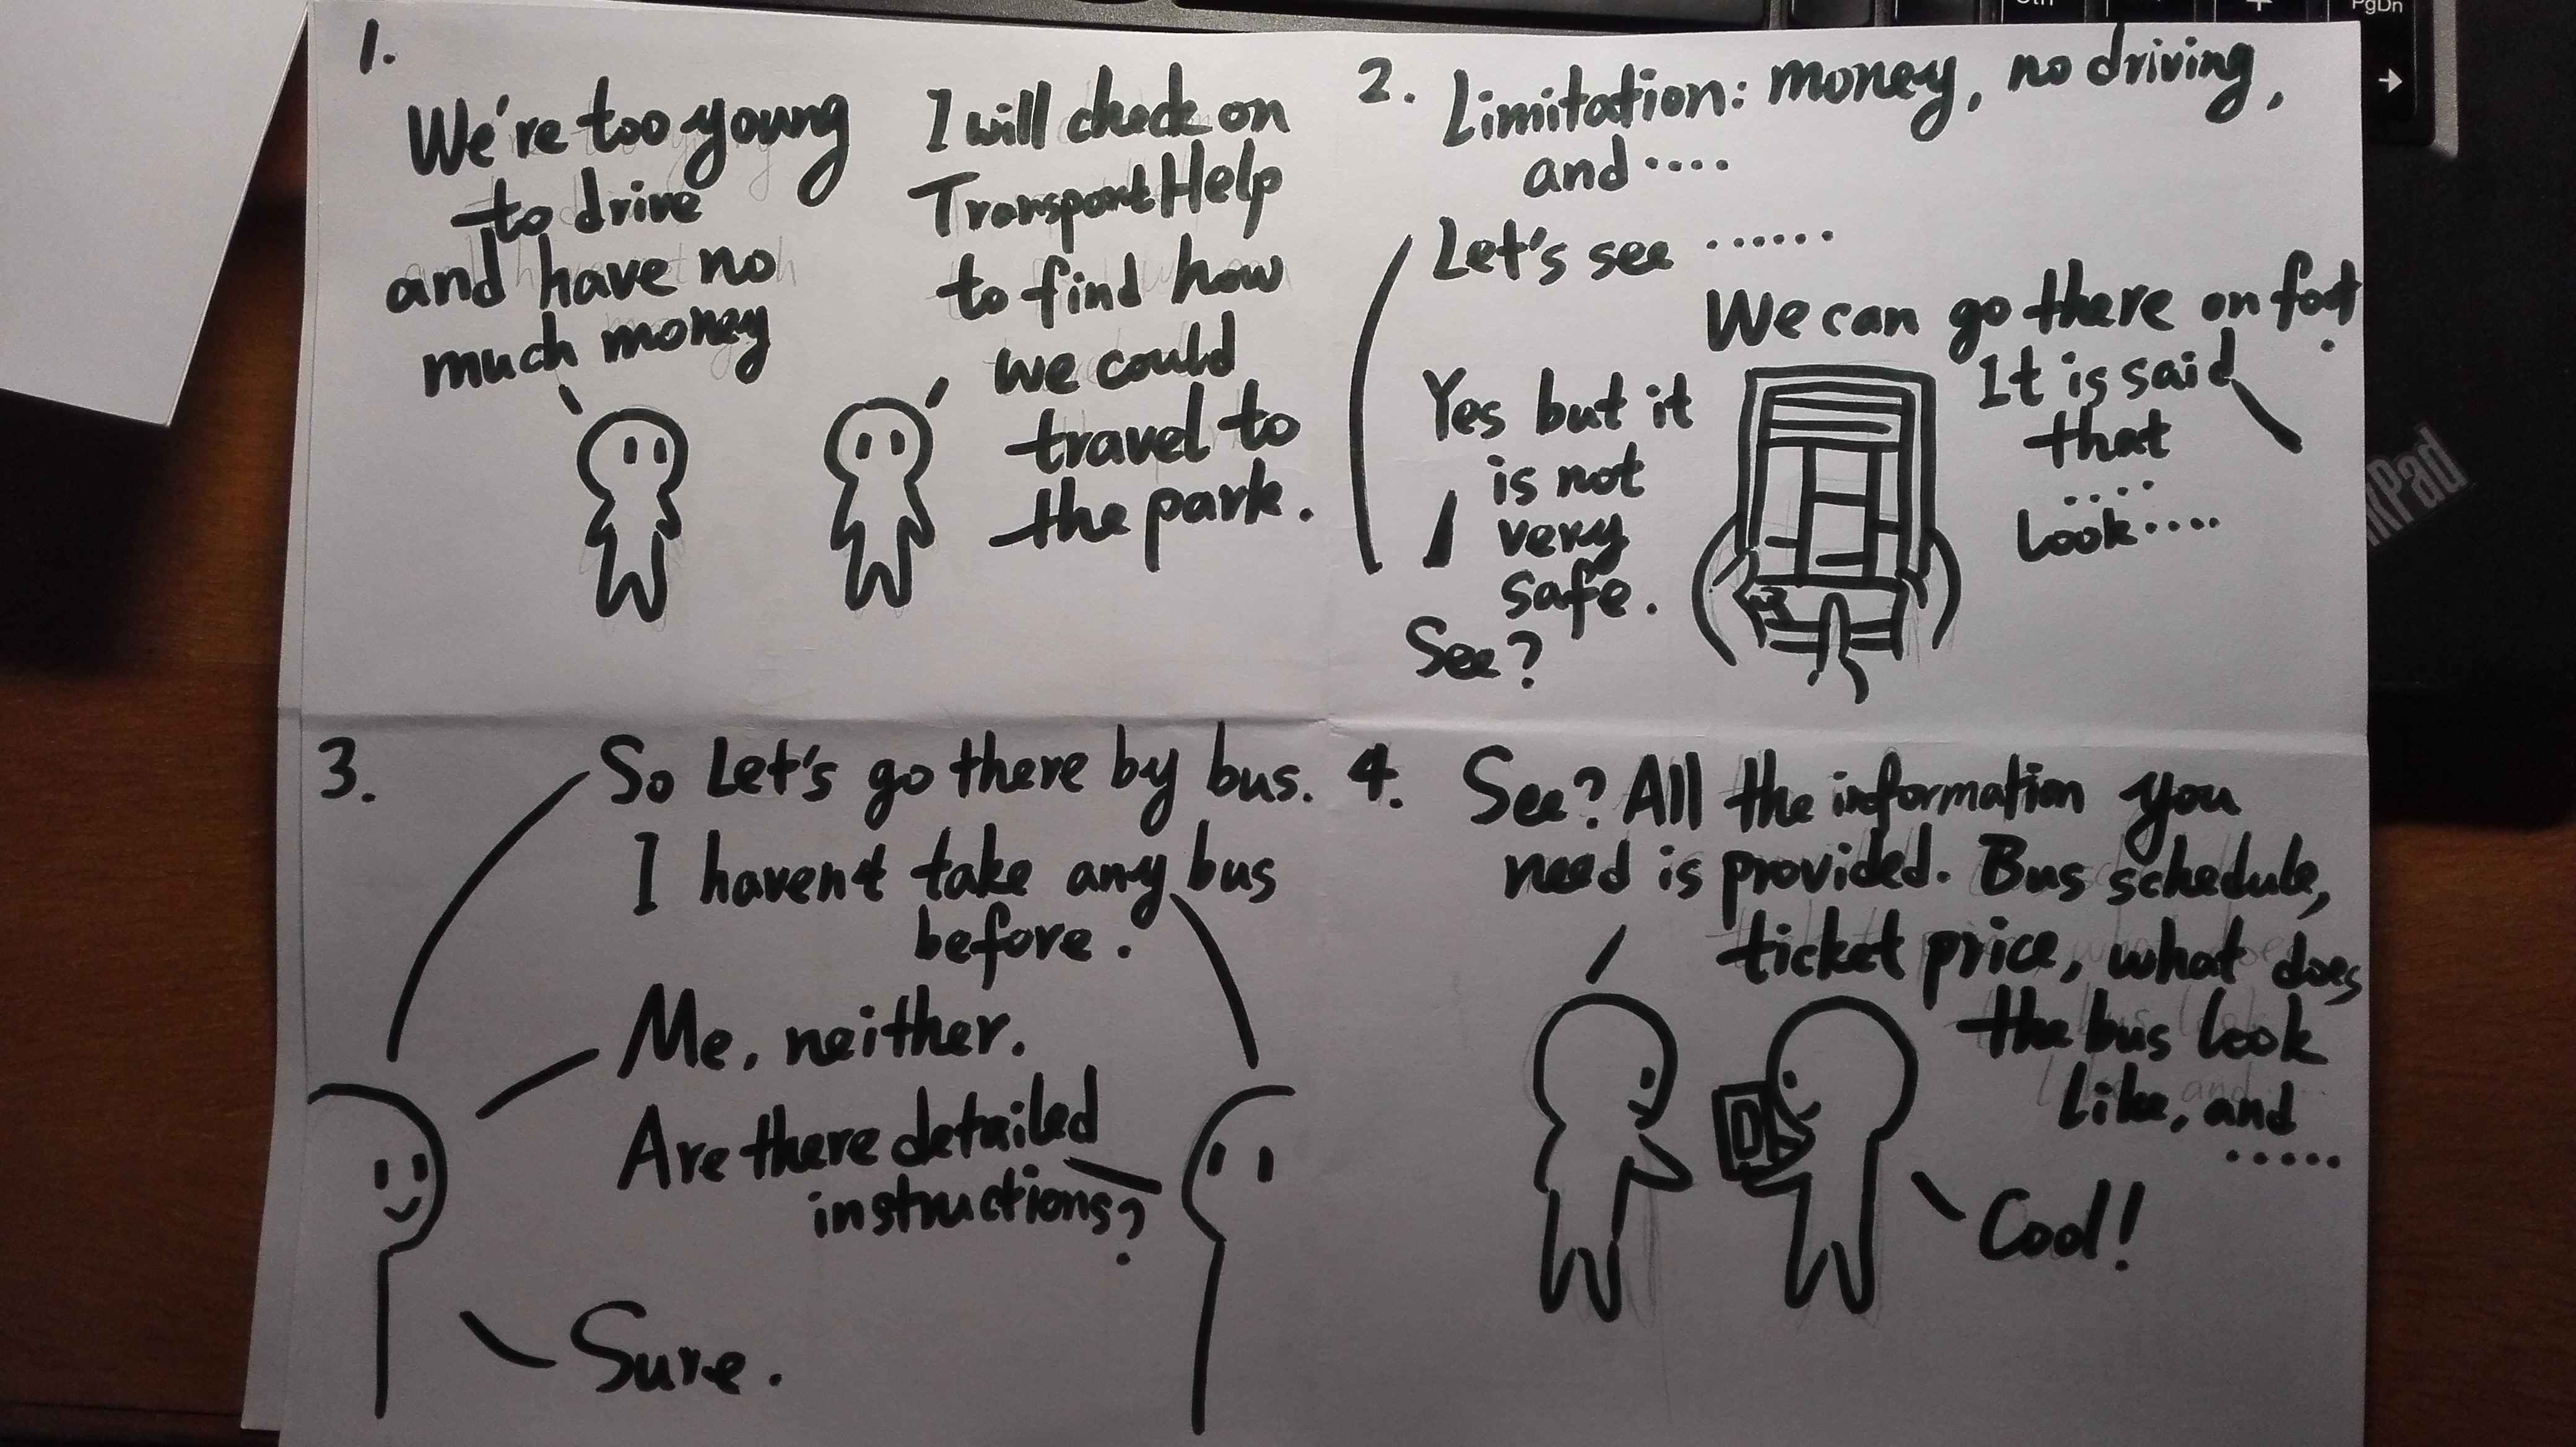 1.
We're too young
to drive
and have no
much money
I will check on
TransportHelp
to find how
we could
travel to
the park.
2. Limitation: money, no driving,
and ....
Let's see ......
We can go there on foot.
It is said
that
....
look....
Yes but it
is not
very
safe.
See?
3.
So Let's go there by bus.
I haven't take any bus
before.
Me, neither.
Are there detailed
instructions?
Sure.
4. See? All the information you
need is provided. Bus schedule,
ticket price, what does
the bus look
like, and
.....
Cool!
PgDn